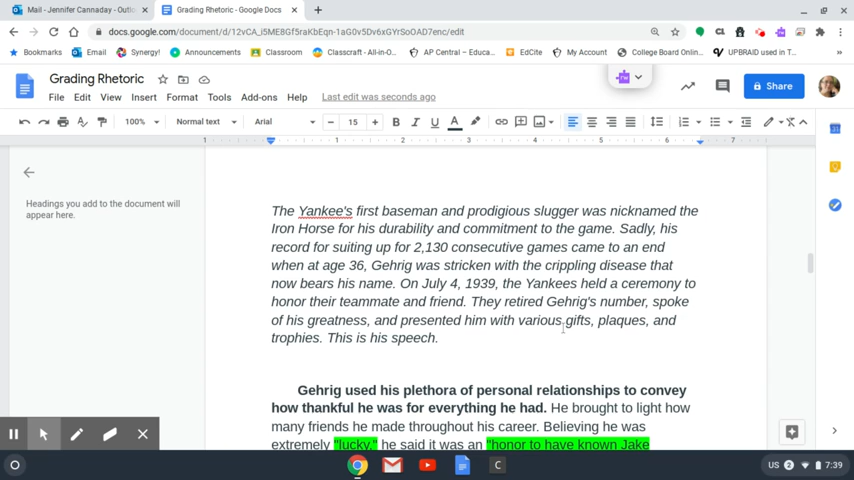 Mail - Jennifer Cannaday - Outlo
Grading Rhetoric - Google Docs
docs.google.com/document/d/12vCA_i5ME8Gf5raKbEqn-1aG0v5Dv6xGYrSoOAD7enc/edit
Bookmarks Email Synergy! Announcements Classroom Classcraft - All-in-O... AP Central – Educa... EdCite My Account College Board Onlin... UPBRAID used in T...
Grading Rhetoric
File Edit View Insert Format Tools Add-ons Help Last edit was seconds ago
Share
100% Normal text Arial 15 B I U A
1 1 2 3 4 5 6 7
Headings you add to the document will
appear here.
The Yankee's first baseman and prodigious slugger was nicknamed the
Iron Horse for his durability and commitment to the game. Sadly, his
record for suiting up for 2,130 consecutive games came to an end
when at age 36, Gehrig was stricken with the crippling disease that
now bears his name. On July 4, 1939, the Yankees held a ceremony to
honor their teammate and friend. They retired Gehrig's number, spoke
of his greatness, and presented him with various gifts, plaques, and
trophies. This is his speech.
Gehrig used his plethora of personal relationships to convey
how thankful he was for everything he had. He brought to light how
many friends he made throughout his career. Believing he was
extremely "lucky," he said it was an "honor to have known Jake
US 2 7:39